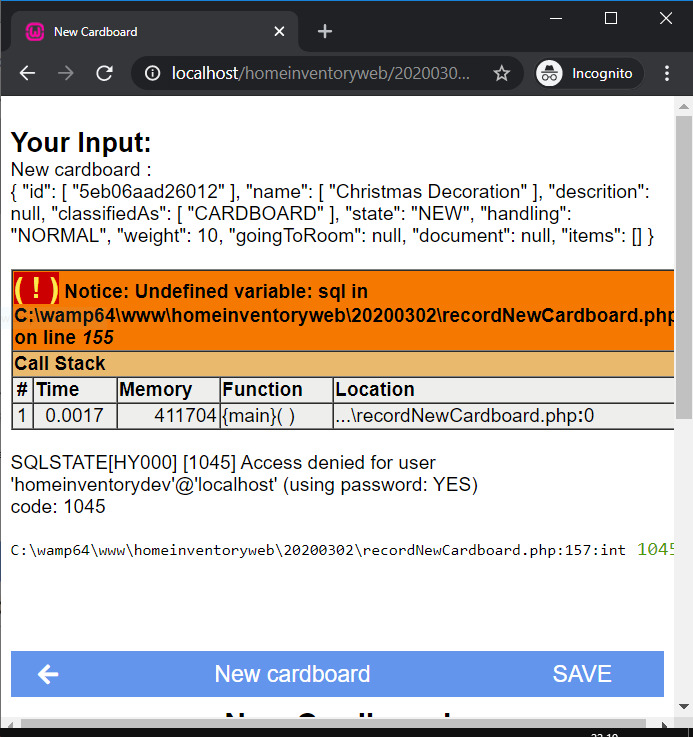 New Cardboard
localhost/homeinventoryweb/2020030...
Incognito
Your Input:
New cardboard :
{ "id": [ "5eb06aad26012" ], "name": [ "Christmas Decoration" ], "descrition":
null, "classifiedAs": [ "CARDBOARD" ], "state": "NEW", "handling":
"NORMAL", "weight": 10, "goingToRoom": null, "document": null, "items": [] }
( ! ) Notice: Undefined variable: sql in
C:\wamp64\www\homeinventoryweb\20200302\recordNewCardboard.php
on line 155
Call Stack
# Time Memory Function Location
1 0.0017 411704 {main}( ) ...\recordNewCardboard.php:0
SQLSTATE[HY000] [1045] Access denied for user
'homeinventorydev'@'localhost' (using password: YES)
code: 1045
C:\wamp64\www\homeinventoryweb\20200302\recordNewCardboard.php:157:int 1045
New cardboard SAVE